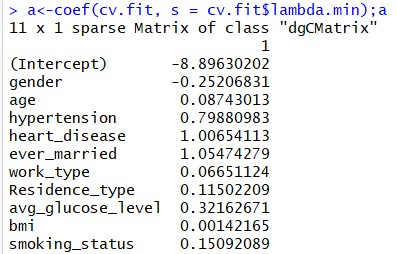 > a<-coef(cv.fit, s = cv.fit$lambda.min);a
11 x 1 sparse Matrix of class "dgCMatrix"
1
(Intercept) -8.89630202
gender -0.25206831
age 0.08743013
hypertension 0.79880983
heart_disease 1.00654113
ever_married 1.05474279
work_type 0.06651124
Residence_type 0.11502209
avg_glucose_level 0.32162671
bmi 0.00142165
smoking_status 0.15092089